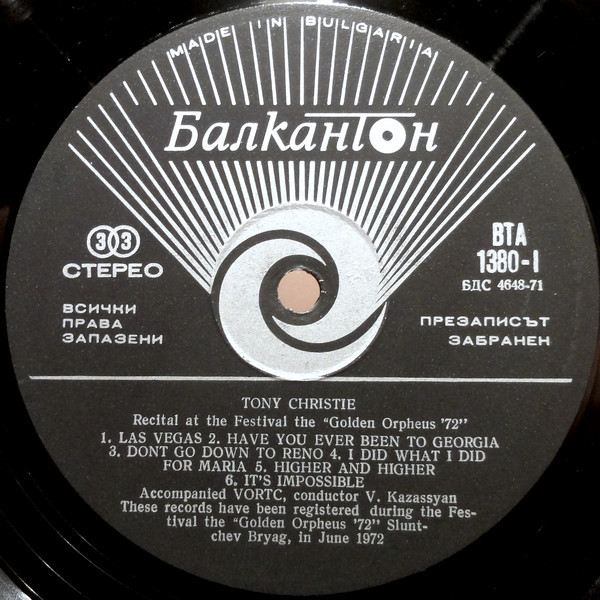 MADE IN BULGARIA
Балкантон
33
СТЕРЕО
ВСИЧКИ
ПРАВА
ЗАПАЗЕНИ
ВТА
1380-I
БДС 4648-71
ПРЕЗАПИСЪТ
ЗАБРАНЕН
TONY CHRISTIE
Recital at the Festival the "Golden Orpheus '72"
1. LAS VEGAS 2. HAVE YOU EVER BEEN TO GEORGIA
3. DONT GO DOWN TO RENO 4. I DID WHAT I DID
FOR MARIA 5. HIGHER AND HIGHER
6. IT'S IMPOSSIBLE
Accompanied VORTC, conductor V. Kazassyan
These records have been registered during the Fes-
tival the "Golden Orpheus '72" Slunt-
chev Bryag, in June 1972